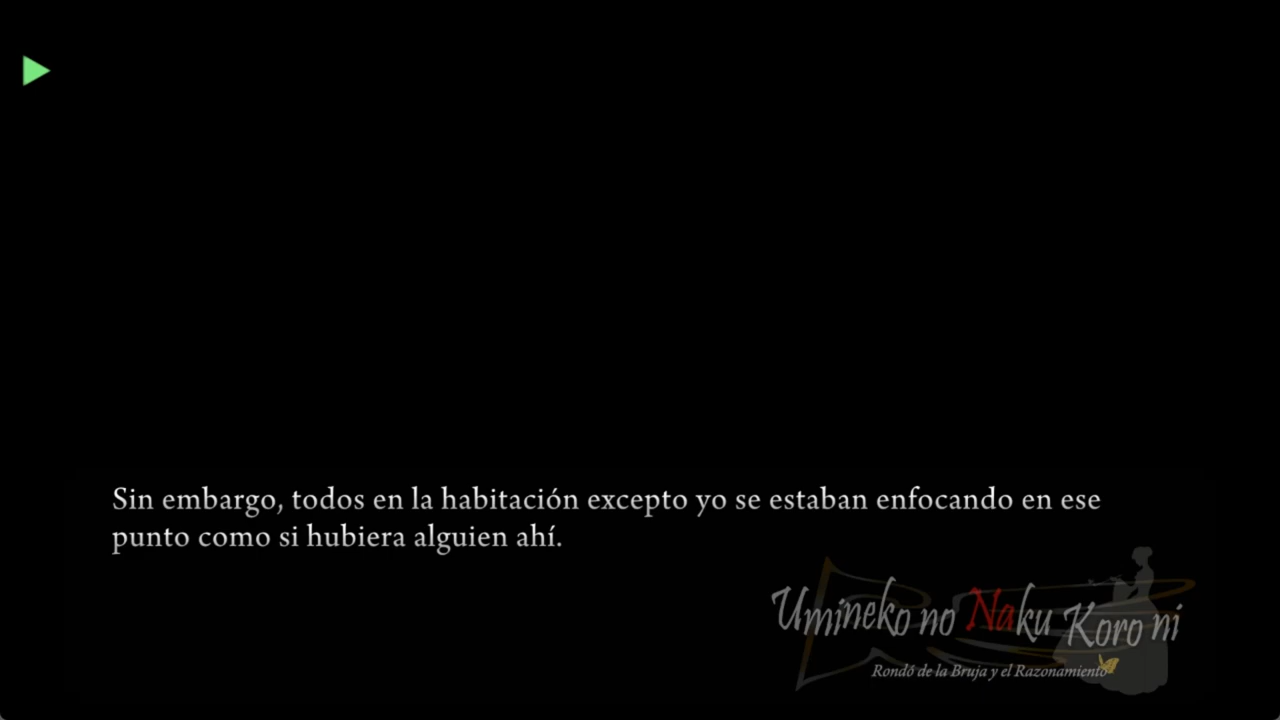 Sin embargo, todos en la habitación excepto yo se estaban enfocando en ese
punto como si hubiera alguien ahí.
Umineko no Naku Koro ni
Rondó de la Bruja y el Razonamiento